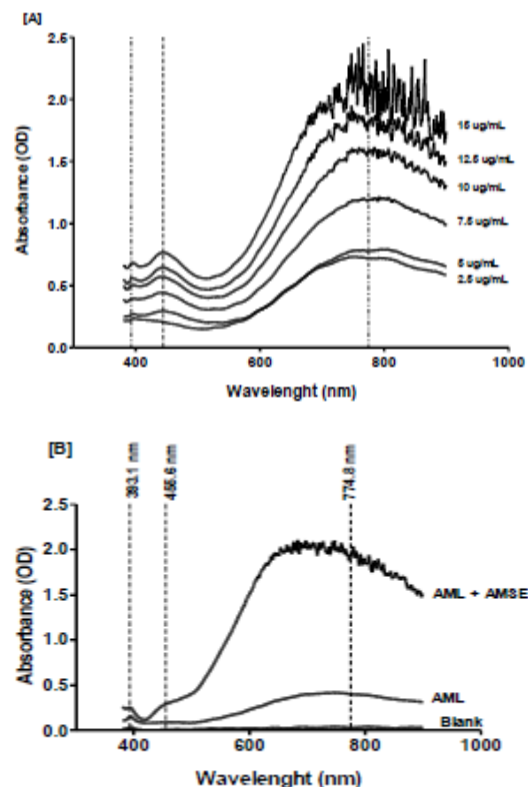 [A]
Absorbance (OD)
2.5
2.0
1.5
1.0
0.5
0.0
15 ug/mL
12.5 ug/mL
10 ug/mL
7.5 ug/mL
5 ug/mL
2.5 ug/mL
400
600
800
1000
Wavelenght (nm)
[B]
393.1 nm
456.6 nm
774.8 nm
Absorbance (OD)
2.5
2.0
1.5
1.0
0.5
0.0
AML + AMSE
AML
Blank
400
600
800
1000
Wavelenght (nm)